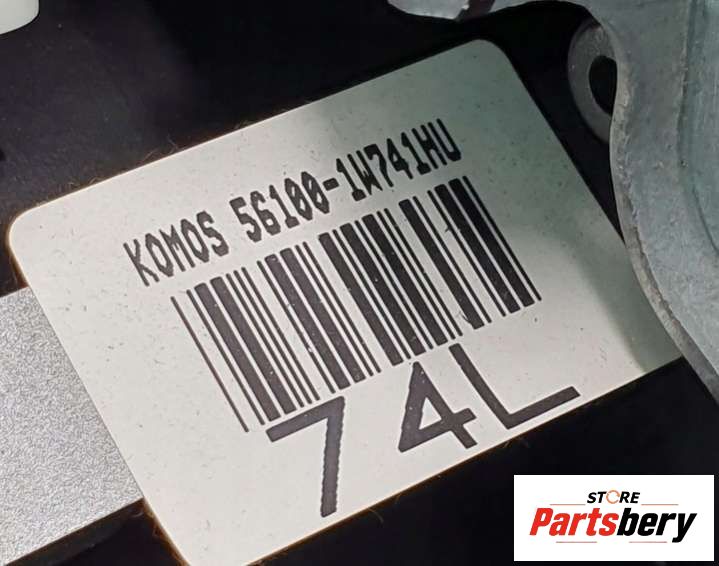 KOMOS 56100-1W741HU
74L
STORE
Partsbery